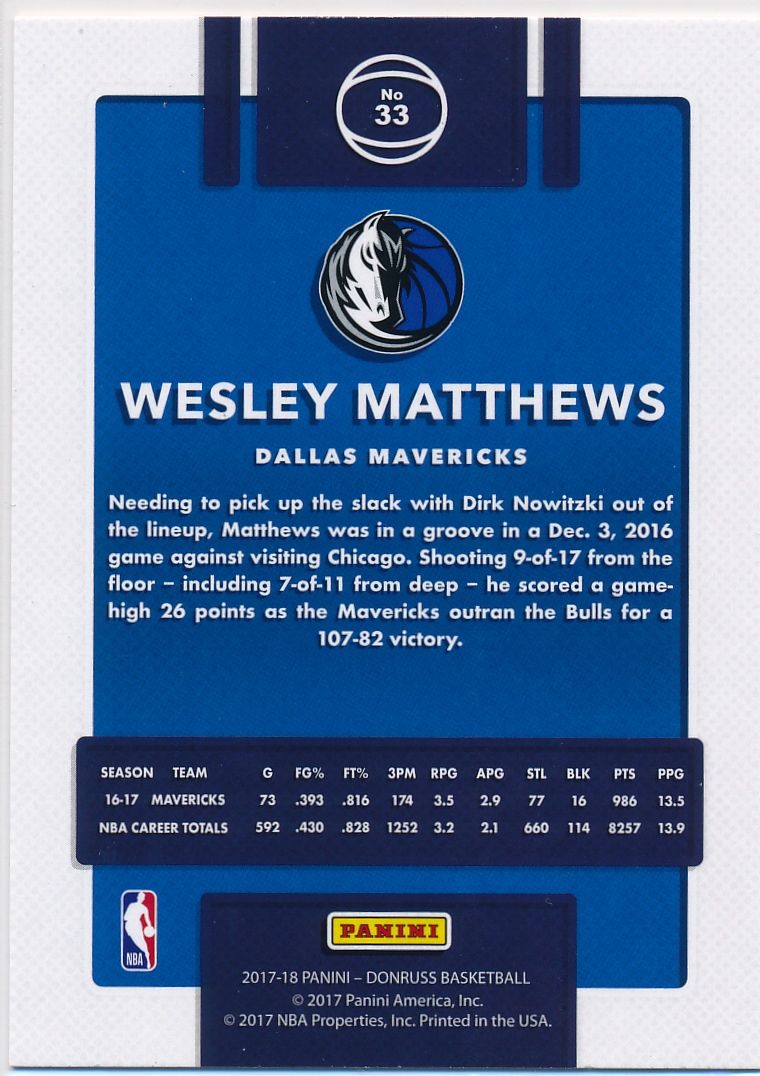 No
33
WESLEY MATTHEWS
DALLAS MAVERICKS
Needing to pick up the slack with Dirk Nowitzki out of
the lineup, Matthews was in a groove in a Dec. 3, 2016
game against visiting Chicago. Shooting 9-of-17 from the
floor – including 7-of-11 from deep – he scored a game-
high 26 points as the Mavericks outran the Bulls for a
107-82 victory.
SEASON TEAM G FG% FT% 3PM RPG APG STL BLK PTS PPG
16-17 MAVERICKS 73 .393 .816 174 3.5 2.9 77 16 986 13.5
NBA CAREER TOTALS 592 .430 .828 1252 3.2 2.1 660 114 8257 13.9
NBA
PANINI
2017-18 PANINI – DONRUSS BASKETBALL
© 2017 Panini America, Inc.
© 2017 NBA Properties, Inc. Printed in the USA.